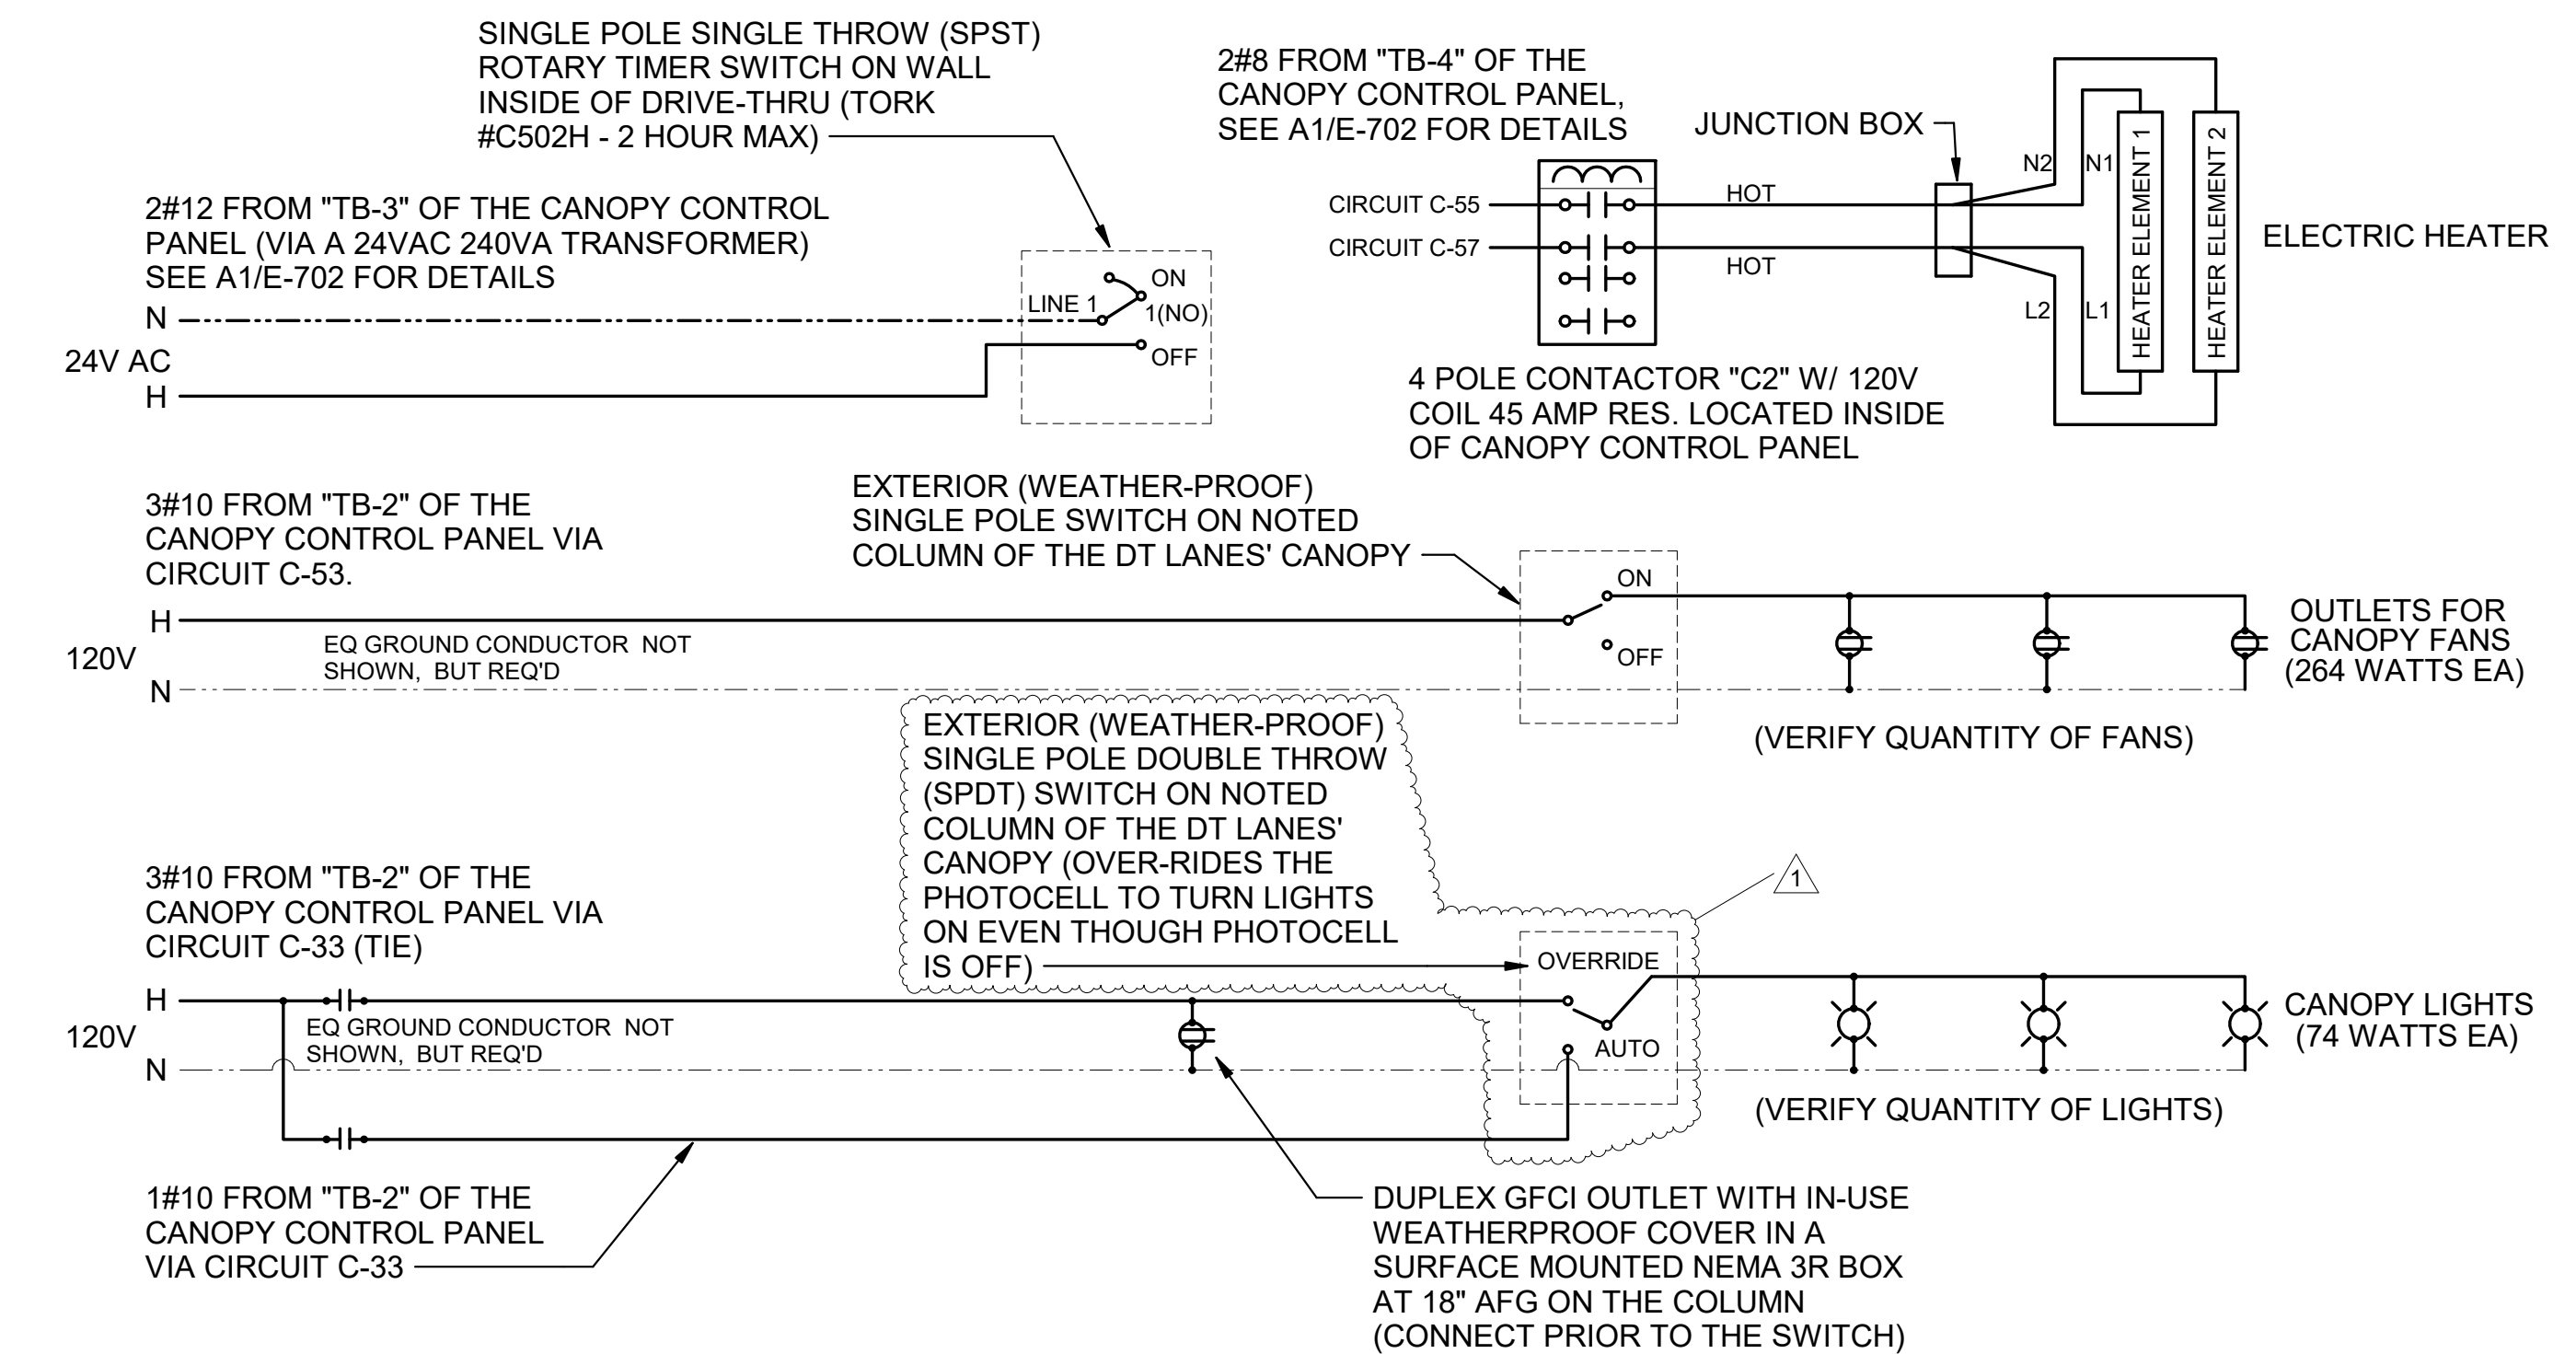 SINGLE POLE SINGLE THROW (SPST)
ROTARY TIMER SWITCH ON WALL
INSIDE OF DRIVE-THRU (TORK
#C502H - 2 HOUR MAX)
2#12 FROM "TB-3" OF THE CANOPY CONTROL
PANEL (VIA A 24VAC 240VA TRANSFORMER)
SEE A1/E-702 FOR DETAILS
N
24V AC
H
LINE 1
ON
1(NO)
OFF
2#8 FROM "TB-4" OF THE
CANOPY CONTROL PANEL,
SEE A1/E-702 FOR DETAILS
JUNCTION BOX
CIRCUIT C-55
CIRCUIT C-57
HOT
HOT
N2
N1
L2
L1
HEATER ELEMENT 1
HEATER ELEMENT 2
ELECTRIC HEATER
4 POLE CONTACTOR "C2" W/ 120V
COIL 45 AMP RES. LOCATED INSIDE
OF CANOPY CONTROL PANEL
3#10 FROM "TB-2" OF THE
CANOPY CONTROL PANEL VIA
CIRCUIT C-53.
EXTERIOR (WEATHER-PROOF)
SINGLE POLE SWITCH ON NOTED
COLUMN OF THE DT LANES' CANOPY
H
120V
N
EQ GROUND CONDUCTOR NOT
SHOWN, BUT REQ'D
ON
OFF
OUTLETS FOR
CANOPY FANS
(264 WATTS EA)
(VERIFY QUANTITY OF FANS)
EXTERIOR (WEATHER-PROOF)
SINGLE POLE DOUBLE THROW
(SPDT) SWITCH ON NOTED
COLUMN OF THE DT LANES'
CANOPY (OVER-RIDES THE
PHOTOCELL TO TURN LIGHTS
ON EVEN THOUGH PHOTOCELL
IS OFF)
1
3#10 FROM "TB-2" OF THE
CANOPY CONTROL PANEL VIA
CIRCUIT C-33 (TIE)
H
120V
N
EQ GROUND CONDUCTOR NOT
SHOWN, BUT REQ'D
OVERRIDE
AUTO
CANOPY LIGHTS
(74 WATTS EA)
(VERIFY QUANTITY OF LIGHTS)
1#10 FROM "TB-2" OF THE
CANOPY CONTROL PANEL
VIA CIRCUIT C-33
DUPLEX GFCI OUTLET WITH IN-USE
WEATHERPROOF COVER IN A
SURFACE MOUNTED NEMA 3R BOX
AT 18" AFG ON THE COLUMN
(CONNECT PRIOR TO THE SWITCH)